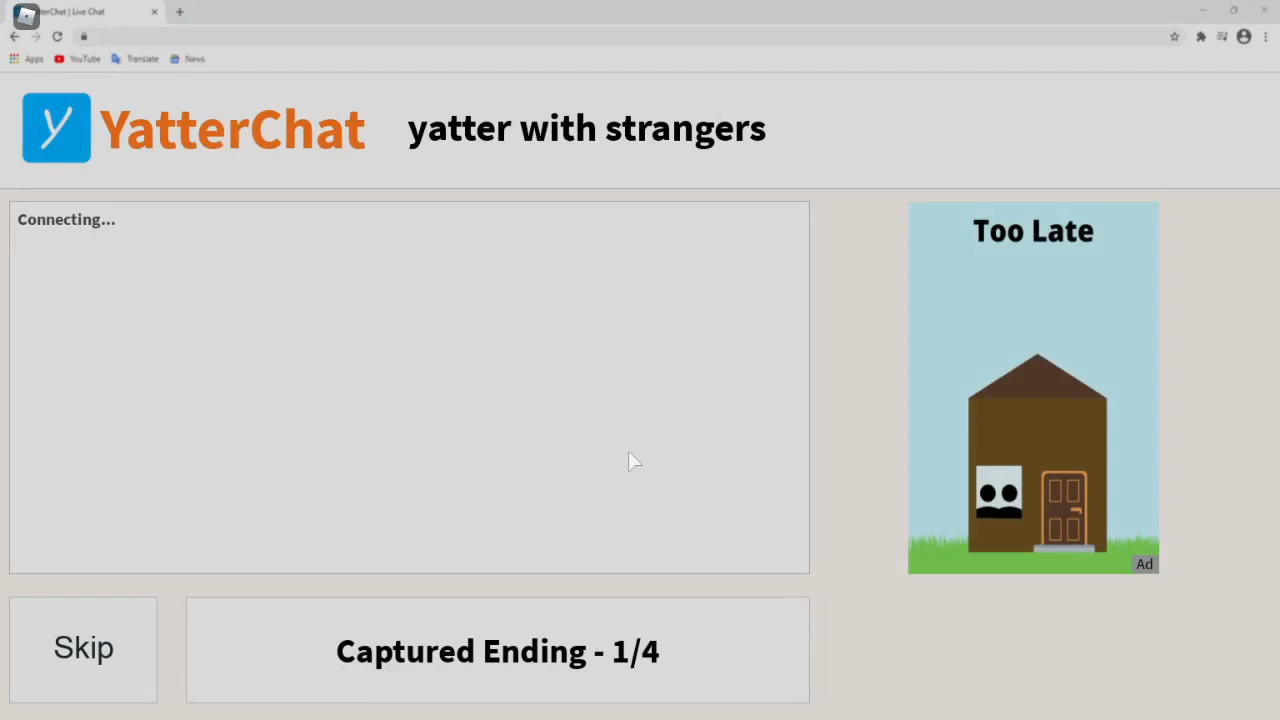 tterChat | Live Chat
Apps YouTube Translate News
y YatterChat yatter with strangers
Connecting...
Too Late
Ad
Skip
Captured Ending - 1/4